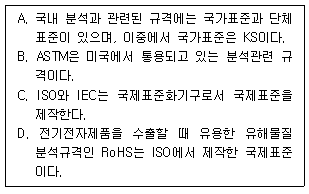 A. 국내 분석과 관련된 규격에는 국가표준과 단체
표준이 있으며, 이중에서 국가표준은 KS이다.
B. ASTM은 미국에서 통용되고 있는 분석관련 규
격이다.
C. ISO와 IEC는 국제표준화기구로서 국제표준을
제작한다.
D. 전기전자제품을 수출할 때 유용한 유해물질
분석규격인 RoHS는 ISO에서 제작한 국제표준
이다.